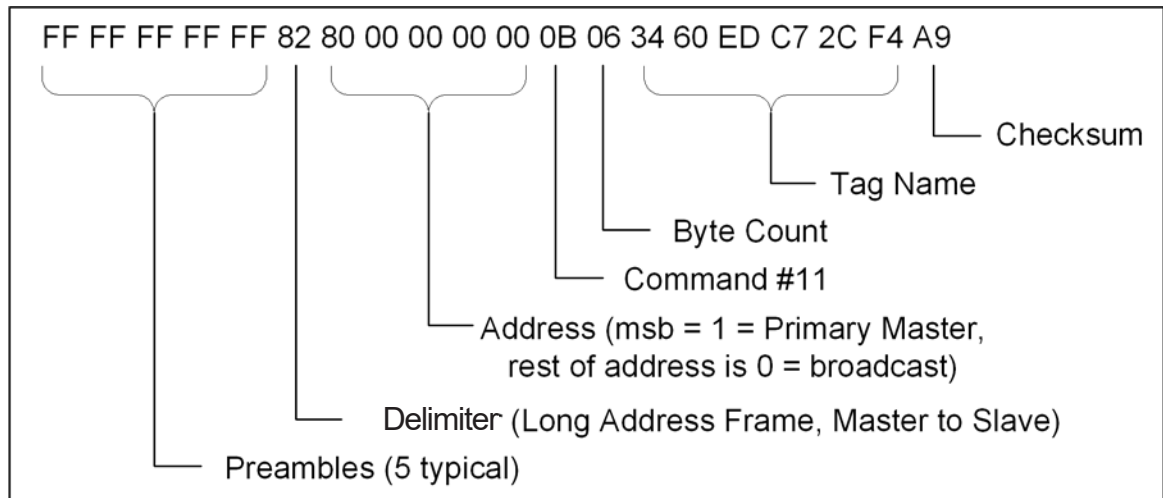 FF FF FF FF FF 82 80 00 00 00 00 0B 06 34 60 ED C7 2C F4 A9
Checksum
Tag Name
Byte Count
Command #11
Address (msb = 1 = Primary Master,
rest of address is 0 = broadcast)
Delimiter (Long Address Frame, Master to Slave)
Preambles (5 typical)